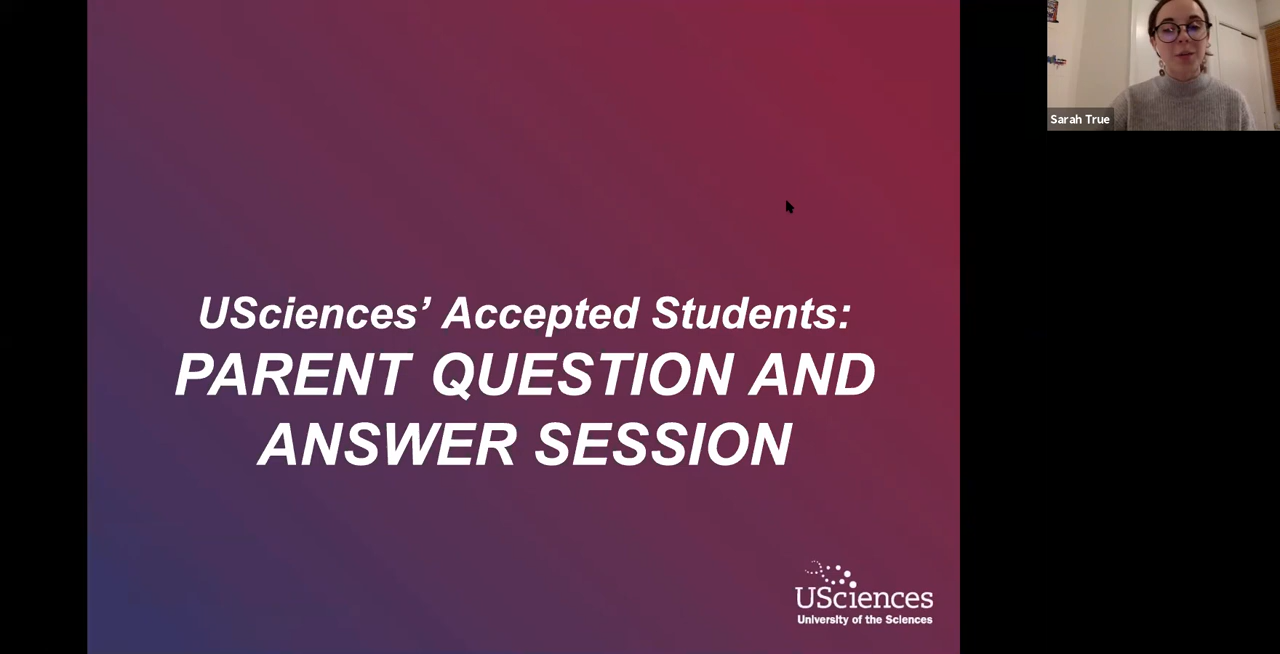 Sarah True
USciences’ Accepted Students:
PARENT QUESTION AND
ANSWER SESSION
USciences
University of the Sciences